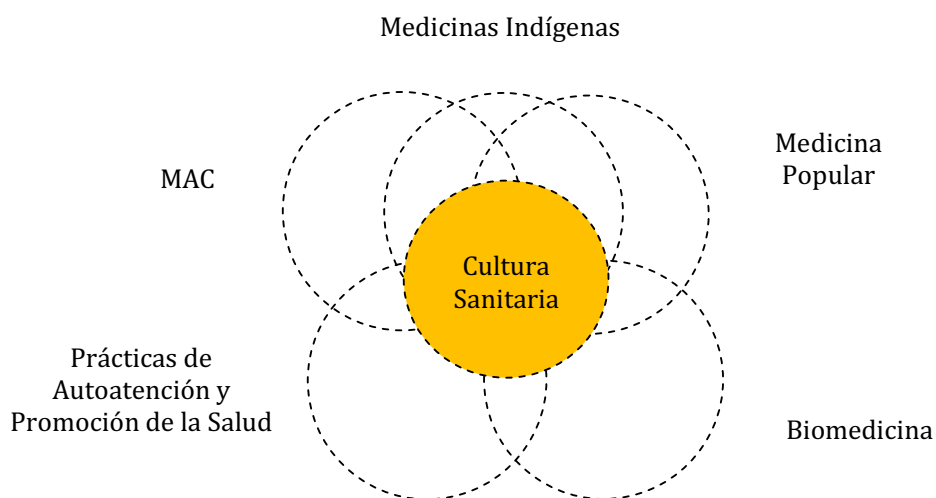 Medicinas Indígenas
MAC
Medicina
Popular
Cultura
Sanitaria
Prácticas de
Autoatención y
Promoción de la Salud
Biomedicina